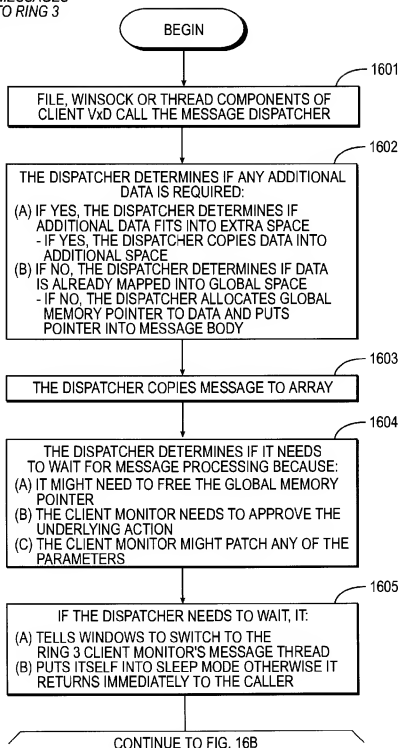 TO RING 3
BEGIN
1601
FILE, WINSOCK OR THREAD COMPONENTS OF
CLIENT VxD CALL THE MESSAGE DISPATCHER
1602
THE DISPATCHER DETERMINES IF ANY ADDITIONAL
DATA IS REQUIRED:
(A) IF YES, THE DISPATCHER DETERMINES IF
ADDITIONAL DATA FITS INTO EXTRA SPACE
- IF YES, THE DISPATCHER COPIES DATA INTO
ADDITIONAL SPACE
(B) IF NO, THE DISPATCHER DETERMINES IF DATA
IS ALREADY MAPPED INTO GLOBAL SPACE
- IF NO, THE DISPATCHER ALLOCATES GLOBAL
MEMORY POINTER TO DATA AND PUTS
POINTER INTO MESSAGE BODY
1603
THE DISPATCHER COPIES MESSAGE TO ARRAY
1604
THE DISPATCHER DETERMINES IF IT NEEDS
TO WAIT FOR MESSAGE PROCESSING BECAUSE:
(A) IT MIGHT NEED TO FREE THE GLOBAL MEMORY
POINTER
(B) THE CLIENT MONITOR NEEDS TO APPROVE THE
UNDERLYING ACTION
(C) THE CLIENT MONITOR MIGHT PATCH ANY OF THE
PARAMETERS
1605
IF THE DISPATCHER NEEDS TO WAIT, IT:
(A) TELLS WINDOWS TO SWITCH TO THE
RING 3 CLIENT MONITOR'S MESSAGE THREAD
(B) PUTS ITSELF INTO SLEEP MODE OTHERWISE IT
RETURNS IMMEDIATELY TO THE CALLER
CONTINUE TO FIG. 16B